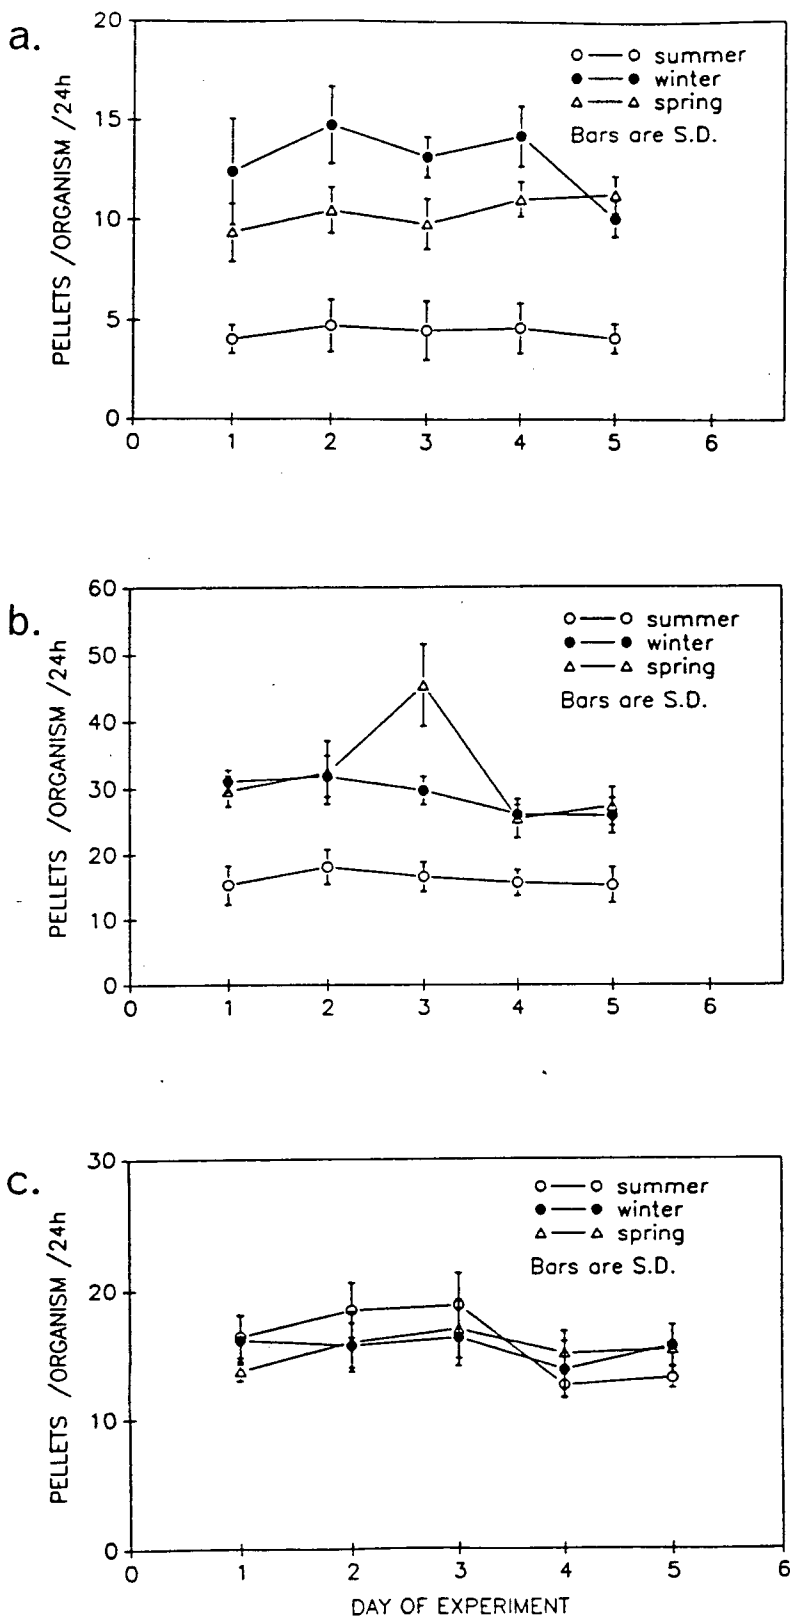 a.
20
15
10
5
0
PELLETS /ORGANISM /24h
summer
winter
spring
Bars are S.D.
0 1 2 3 4 5 6
b.
60
50
40
30
20
10
0
PELLETS /ORGANISM /24h
summer
winter
spring
Bars are S.D.
0 1 2 3 4 5 6
c.
30
20
10
0
PELLETS /ORGANISM /24h
summer
winter
spring
Bars are S.D.
0 1 2 3 4 5 6
DAY OF EXPERIMENT